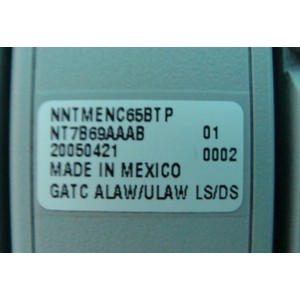 NNTMENC65BTP
NT7B69AAAB 01
20050421 0002
MADE IN MEXICO
GATC ALAW/ULAW LS/DS